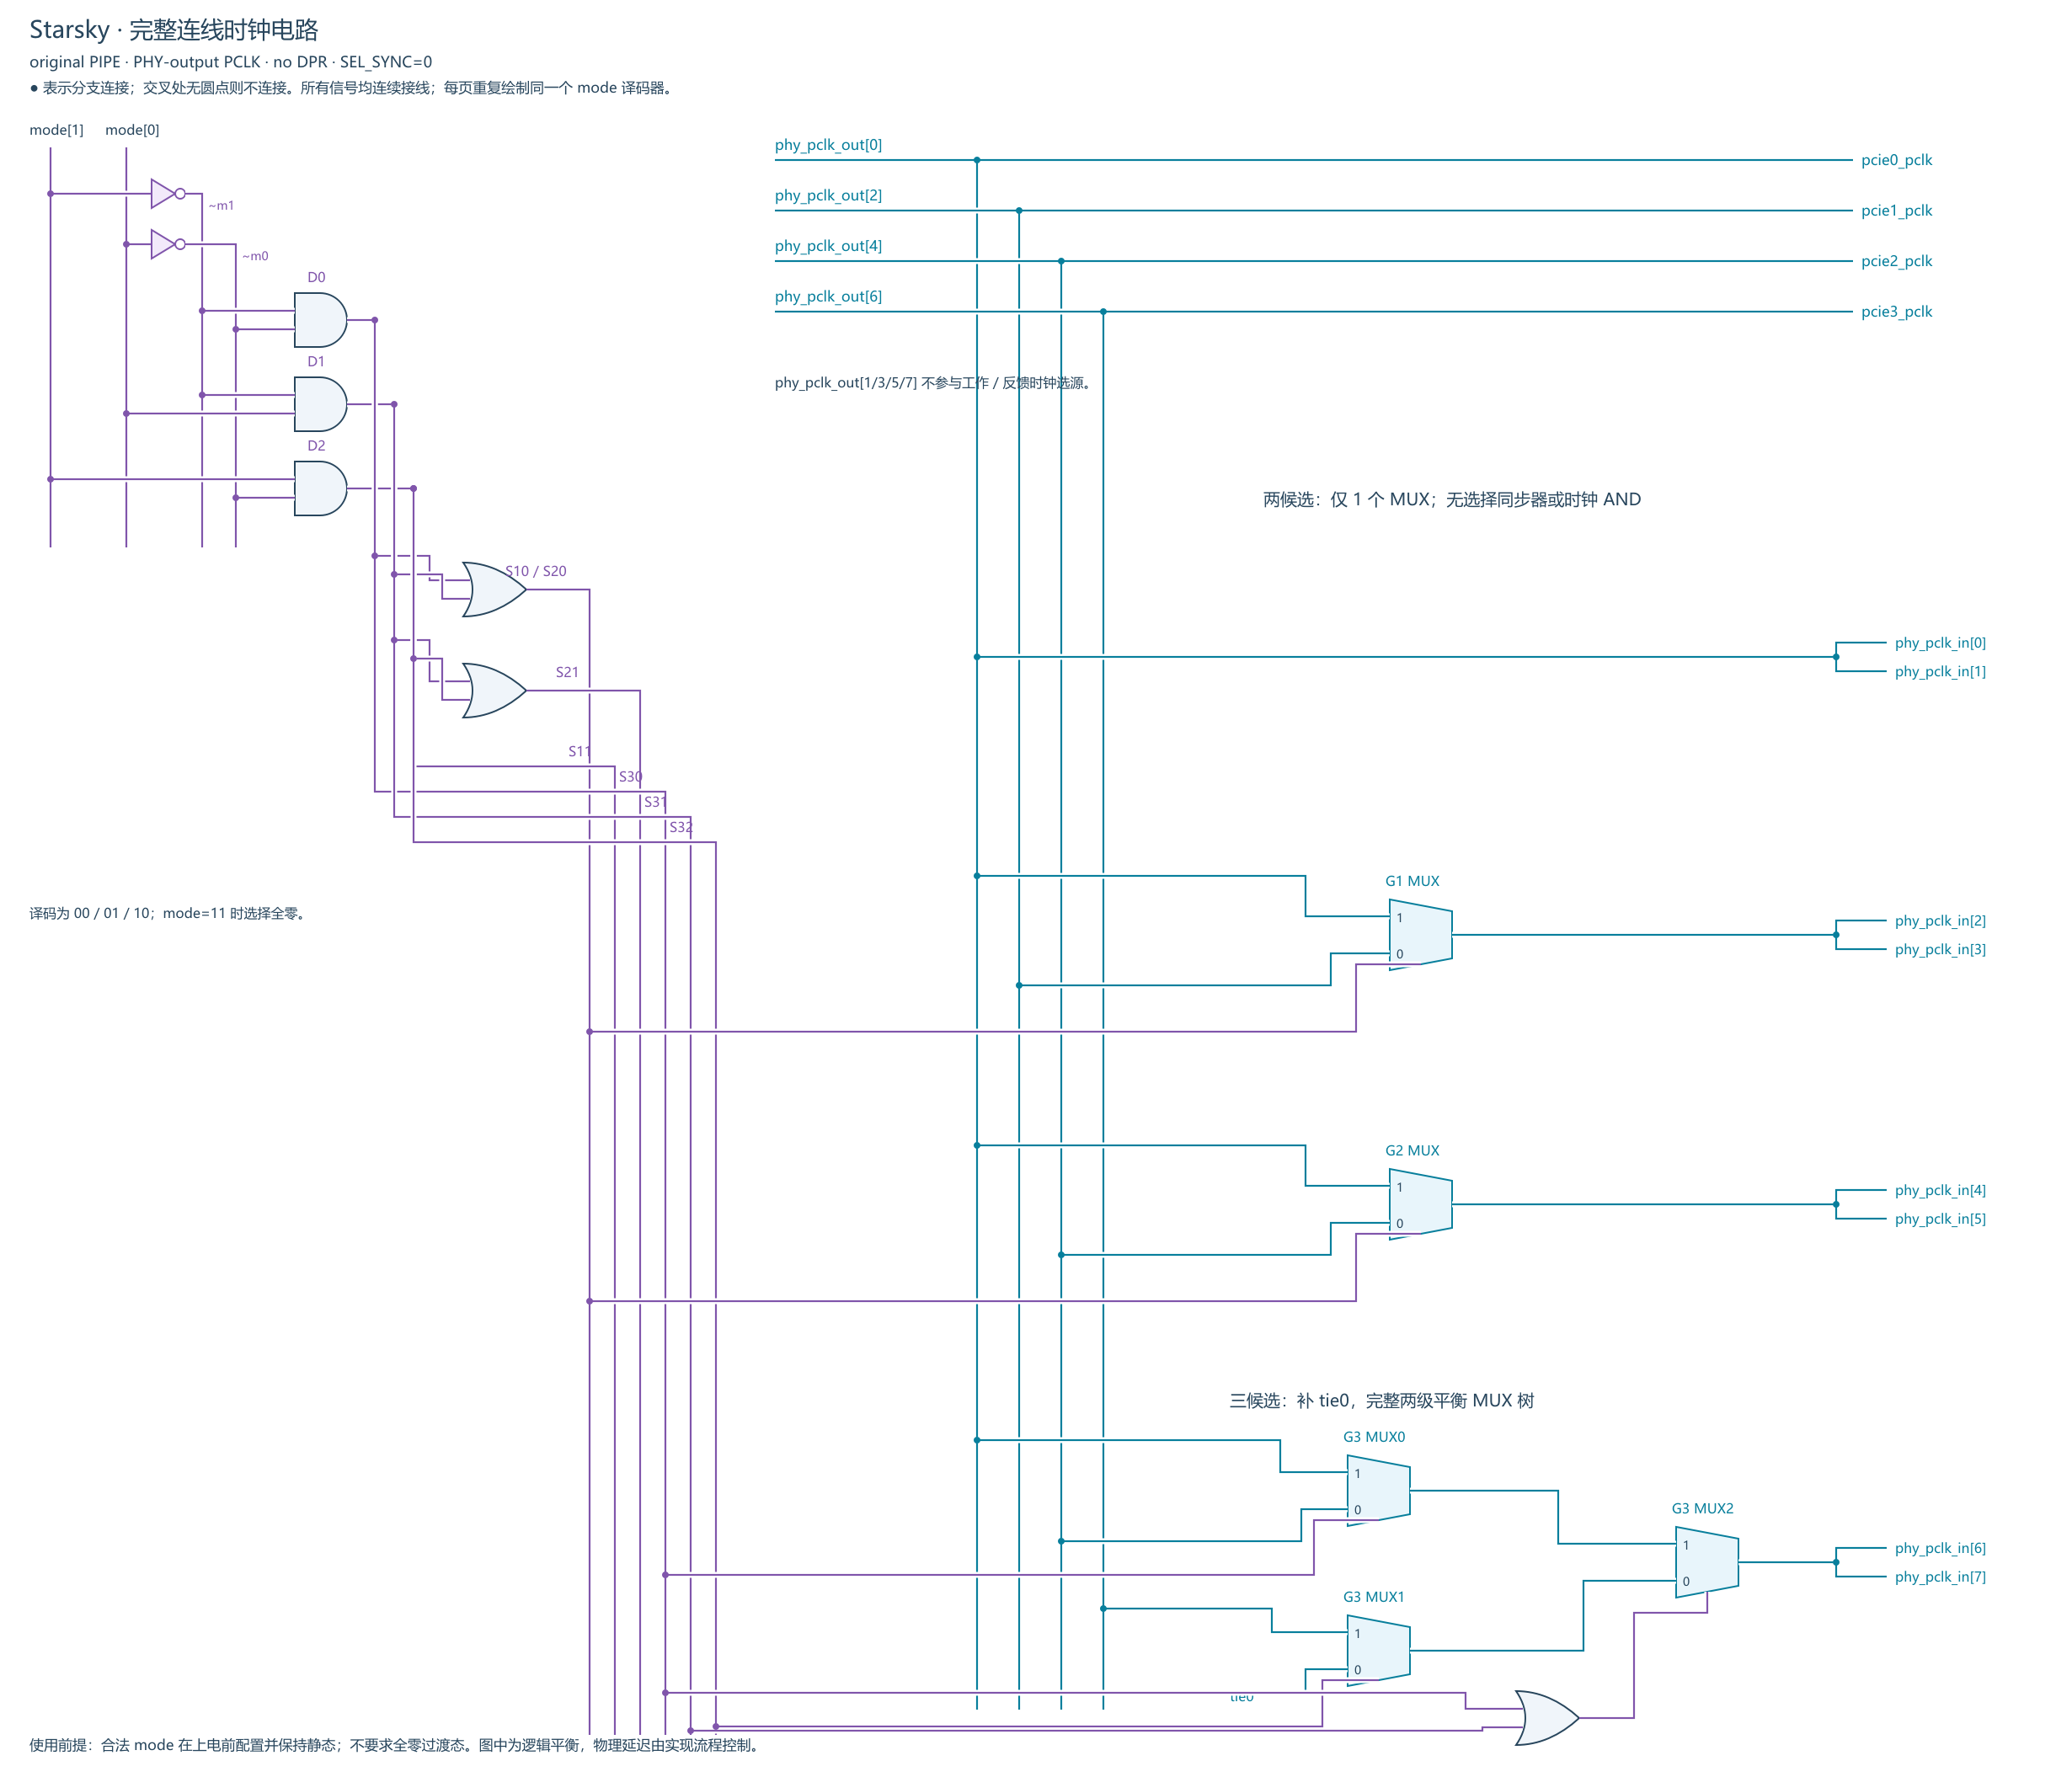 Starsky · 完整连线时钟电路
original PIPE · PHY-output PCLK · no DPR · SEL_SYNC=0
● 表示分支连接；交叉处无圆点则不连接。所有信号均连续接线；每页重复绘制同一个 mode 译码器。
mode[1]
mode[0]
~m1
~m0
D0
D1
D2
S10 / S20
S21
S11
S30
S31
S32
译码为 00 / 01 / 10；mode=11 时选择全零。
phy_pclk_out[0]
pcie0_pclk
phy_pclk_out[2]
pcie1_pclk
phy_pclk_out[4]
pcie2_pclk
phy_pclk_out[6]
pcie3_pclk
phy_pclk_out[1/3/5/7] 不参与工作 / 反馈时钟选源。
两候选：仅 1 个 MUX；无选择同步器或时钟 AND
phy_pclk_in[0]
phy_pclk_in[1]
G1 MUX
1
0
phy_pclk_in[2]
phy_pclk_in[3]
G2 MUX
1
0
phy_pclk_in[4]
phy_pclk_in[5]
三候选：补 tie0，完整两级平衡 MUX 树
G3 MUX0
1
0
G3 MUX1
1
0
tie0
G3 MUX2
1
0
phy_pclk_in[6]
phy_pclk_in[7]
使用前提：合法 mode 在上电前配置并保持静态；不要求全零过渡态。图中为逻辑平衡，物理延迟由实现流程控制。